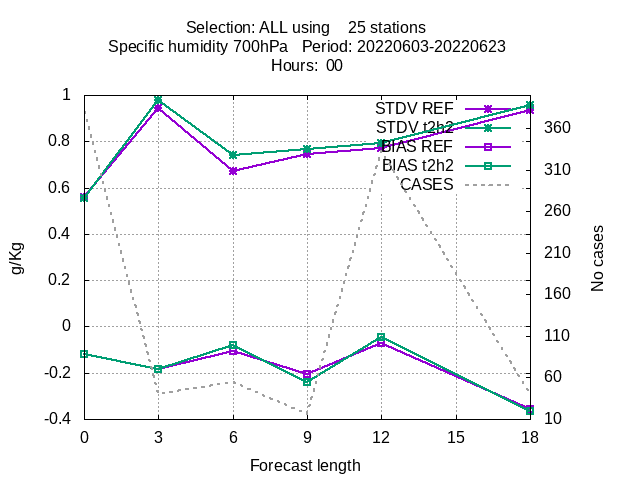 Selection: ALL using    25 stations
Specific humidity 700hPa   Period: 20220603-20220623
Hours:  00
STDV REF
STDV t2h2
BIAS REF
BIAS t2h2
CASES
1
0.8
0.6
0.4
0.2
0
-0.2
-0.4
360
310
260
210
160
110
60
10
g/Kg
No cases
0 3 6 9 12 15 18
Forecast length